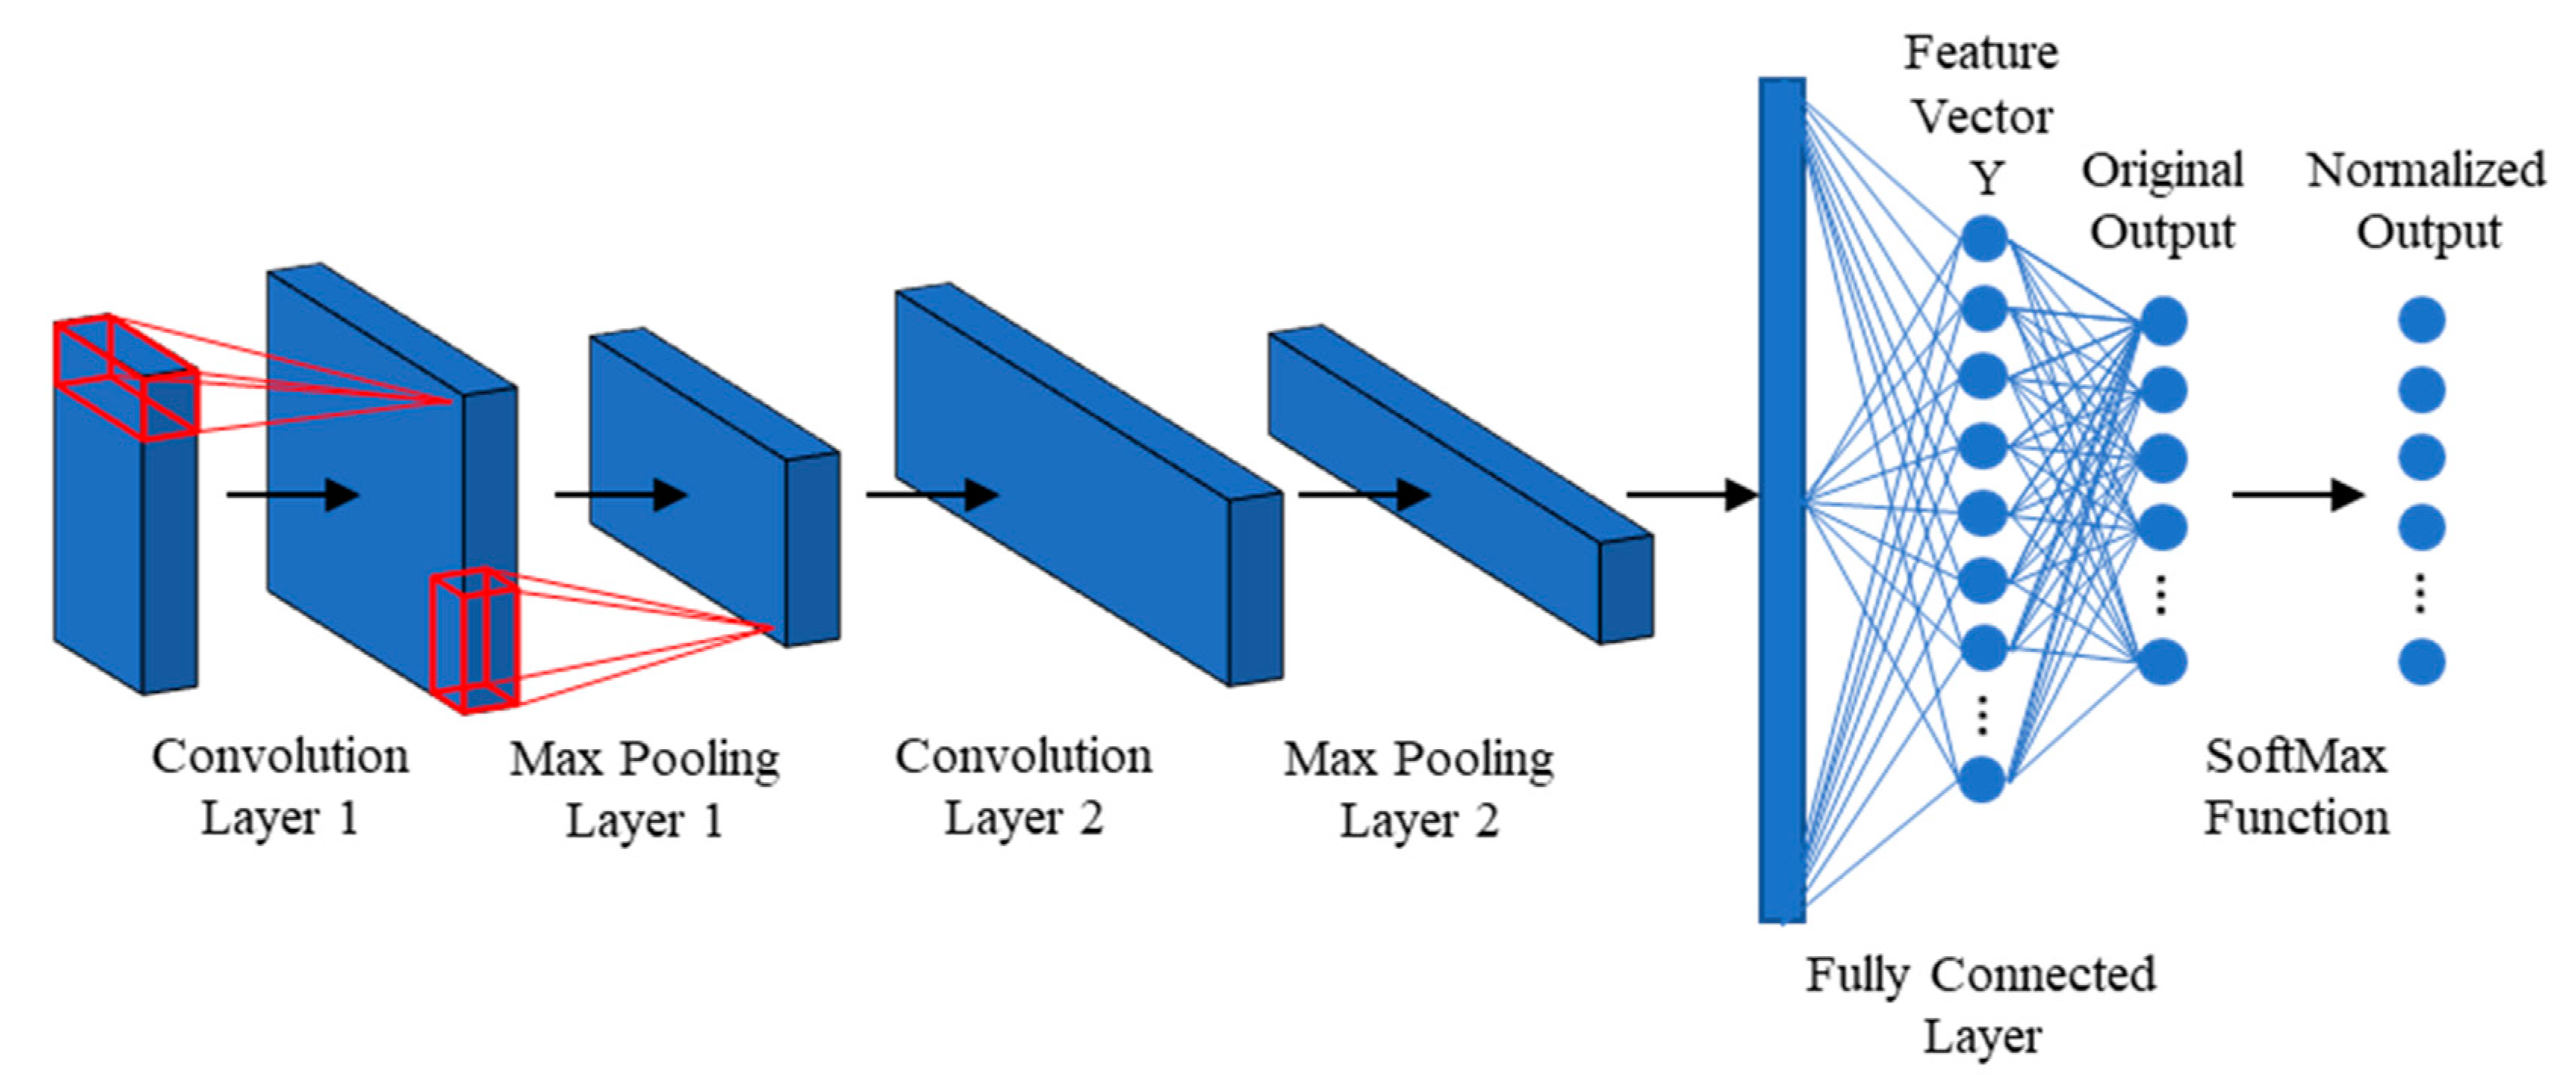 Feature
Vector
Y
Original
Output
Normalized
Output
Convolution
Layer 1
Max Pooling
Layer 1
Convolution
Layer 2
Max Pooling
Layer 2
SoftMax
Function
Fully Connected
Layer